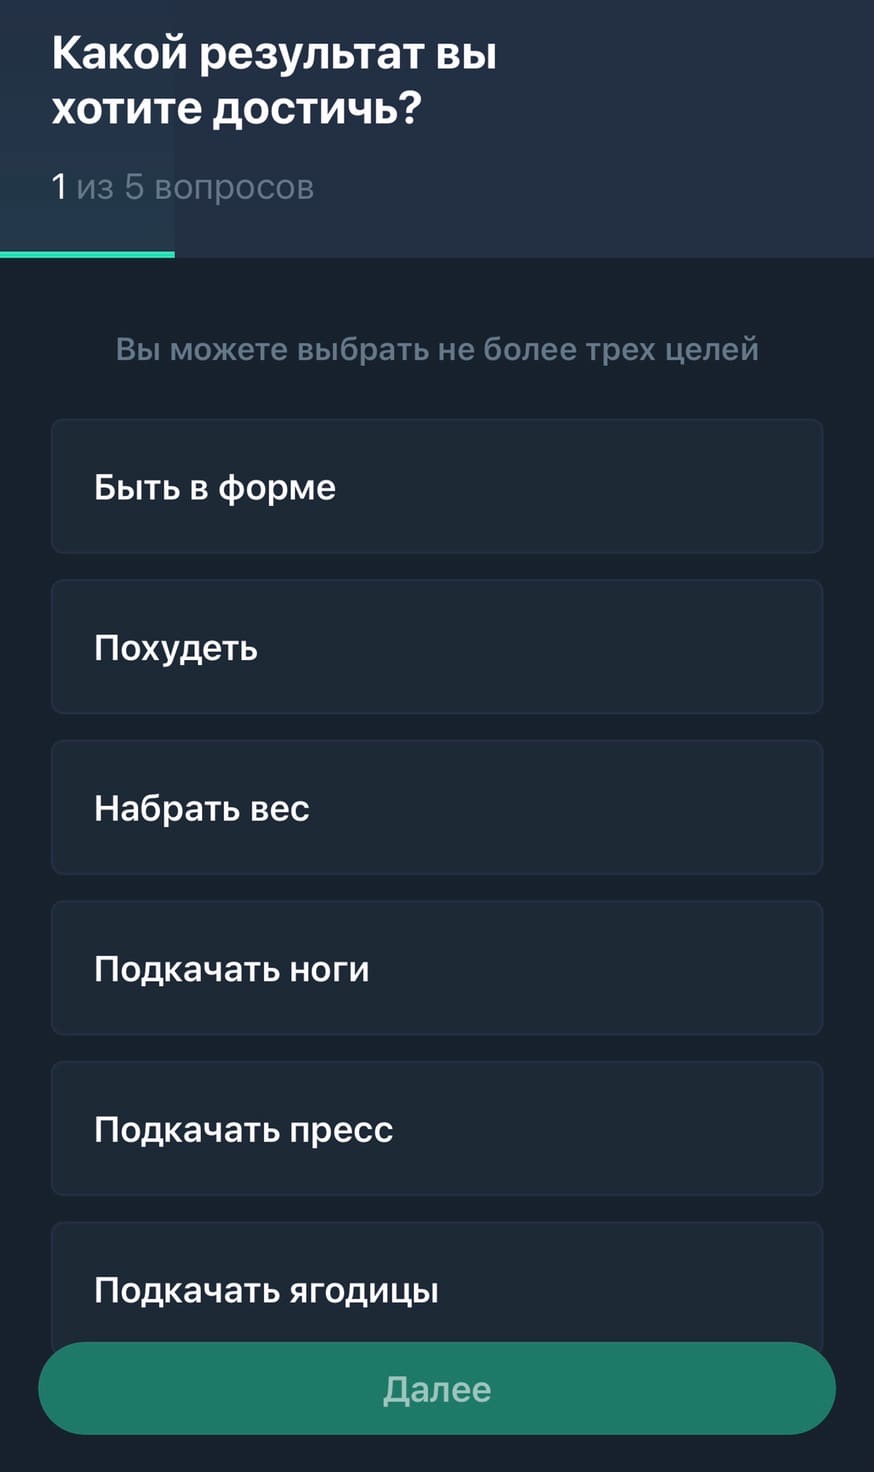 Какой результат вы
хотите достичь?
1 из 5 вопросов
Вы можете выбрать не более трех целей
Быть в форме
Похудеть
Набрать вес
Подкачать ноги
Подкачать пресс
Подкачать ягодицы
Далее